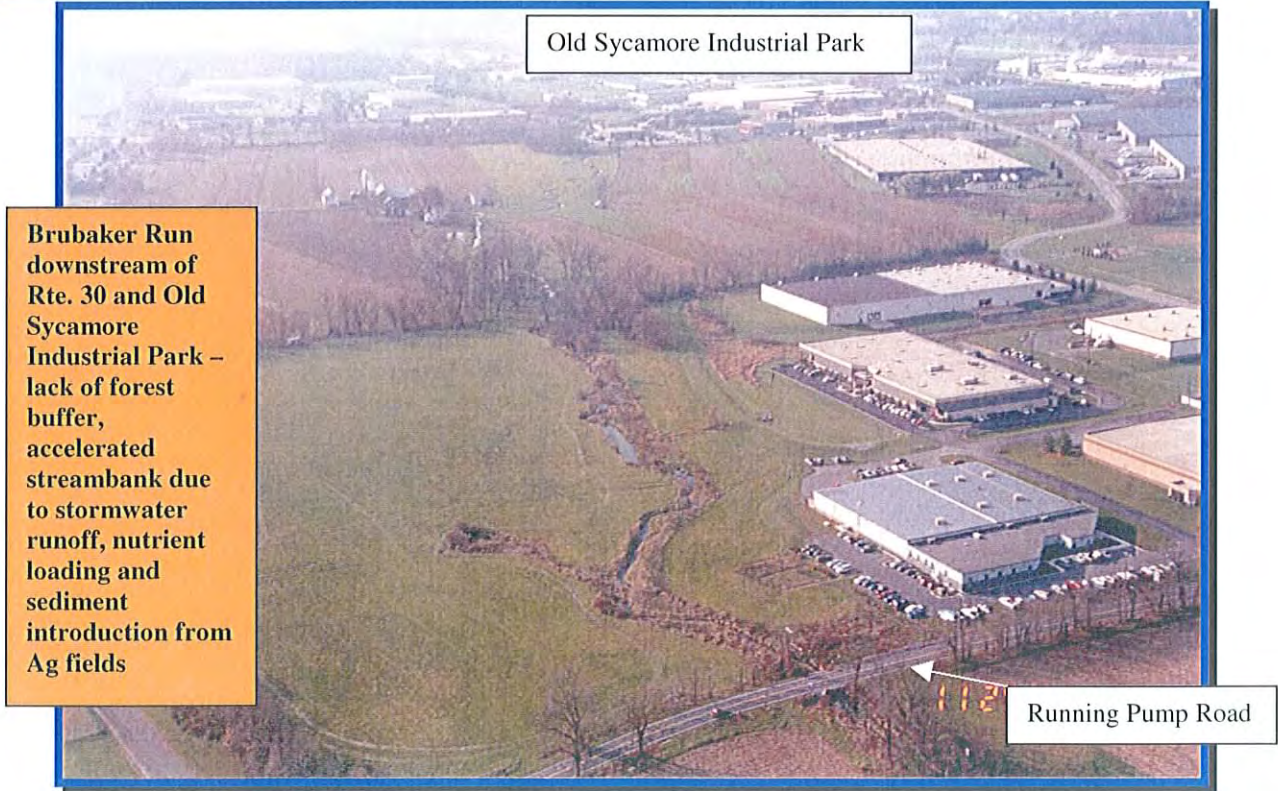 Old Sycamore Industrial Park
Brubaker Run
downstream of
Rte. 30 and Old
Sycamore
Industrial Park –
lack of forest
buffer,
accelerated
streambank due
to stormwater
runoff, nutrient
loading and
sediment
introduction from
Ag fields
112
Running Pump Road